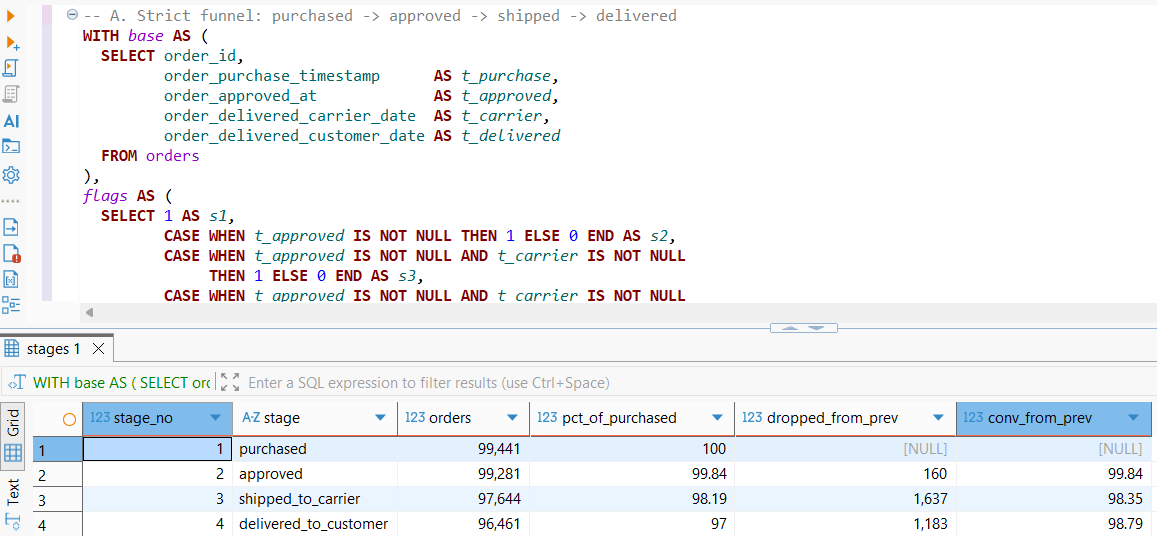 -- A. Strict funnel: purchased -> approved -> shipped -> delivered
WITH base AS (
SELECT order_id,
order_purchase_timestamp AS t_purchase,
order_approved_at AS t_approved,
order_delivered_carrier_date AS t_carrier,
order_delivered_customer_date AS t_delivered
FROM orders
),
flags AS (
SELECT 1 AS s1,
CASE WHEN t_approved IS NOT NULL THEN 1 ELSE 0 END AS s2,
CASE WHEN t_approved IS NOT NULL AND t_carrier IS NOT NULL
THEN 1 ELSE 0 END AS s3,
CASE WHEN t_approved IS NOT NULL AND t_carrier IS NOT NULL
AI
stages 1
WITH base AS ( SELECT orc Enter a SQL expression to filter results (use Ctrl+Space)
Grid
Text
123 stage_no A-Z stage 123 orders 123 pct_of_purchased 123 dropped_from_prev 123 conv_from_prev
1 1 purchased 99,441 100 [NULL] [NULL]
2 2 approved 99,281 99.84 160 99.84
3 3 shipped_to_carrier 97,644 98.19 1,637 98.35
4 4 delivered_to_customer 96,461 97 1,183 98.79